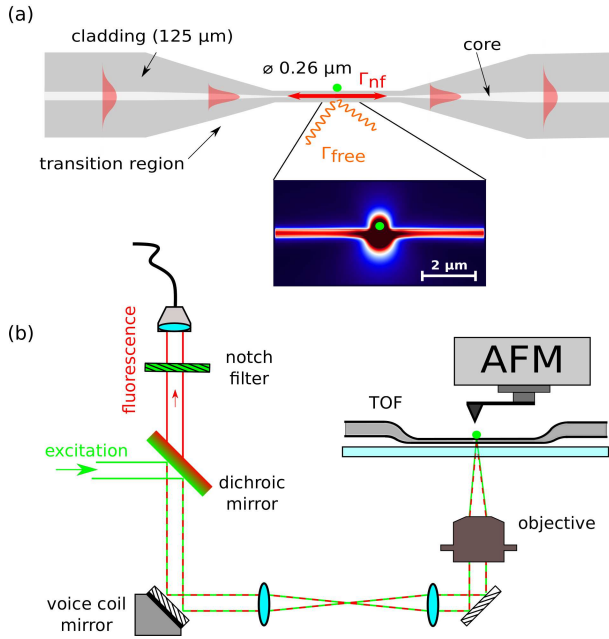 (a)
cladding (125 μm)
⌀ 0.26 μm
core
Γnf
transition region
Γfree
2 μm
(b)
fluorescence
notch
filter
AFM
TOF
excitation
dichroic
mirror
objective
voice coil
mirror